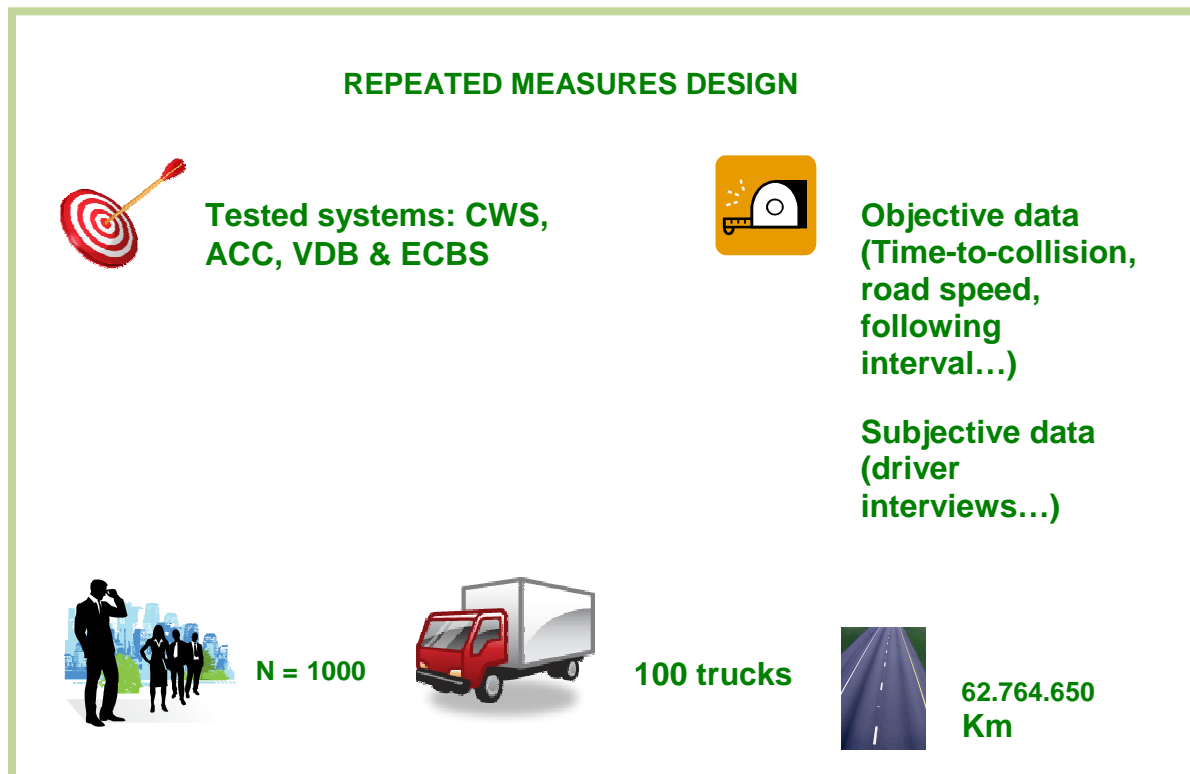 REPEATED MEASURES DESIGN
Tested systems: CWS,
ACC, VDB & ECBS
Objective data
(Time-to-collision,
road speed,
following
interval…)
Subjective data
(driver
interviews…)
N = 1000
100 trucks
62.764.650
Km